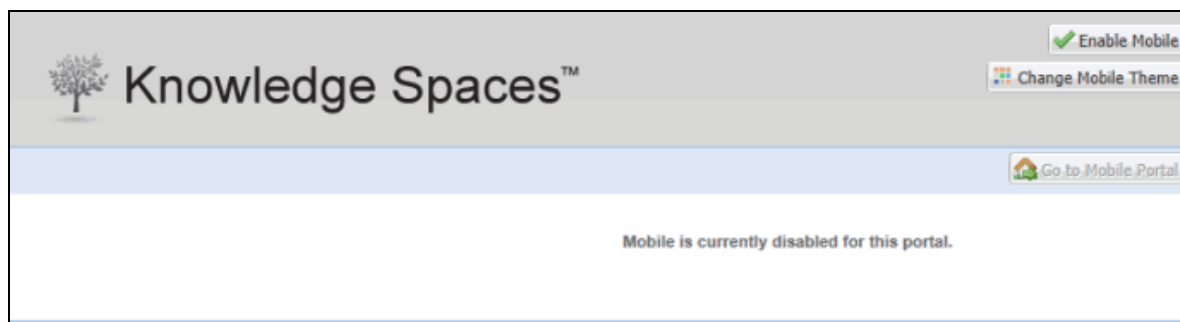 Enable Mobile
Knowledge Spaces™
Change Mobile Theme
Go to Mobile Portal
Mobile is currently disabled for this portal.